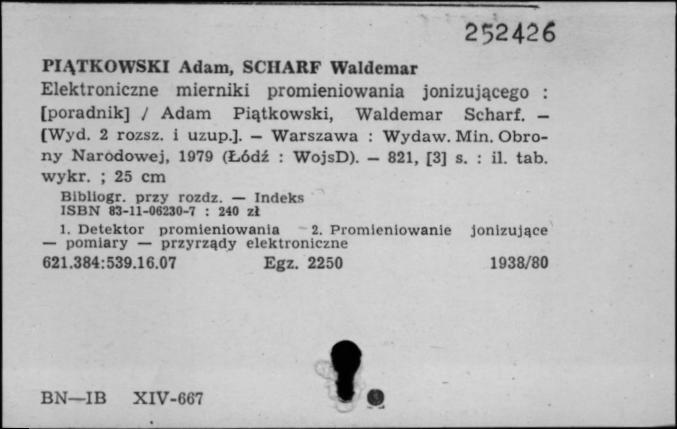 252426
PIĄTKOWSKI Adam, SCHARF Waldemar
Elektroniczne mierniki promieniowania jonizującego :
[poradnik] / Adam Piątkowski, Waldemar Scharf. —
[Wyd. 2 rozsz. i uzup.]. — Warszawa : Wydaw. Min. Obro-
ny Narodowej, 1979 (Łódź : WojsD). — 821, [3] s. : il. tab.
wykr. ; 25 cm
Bibliogr. przy rozdz. — Indeks
ISBN 83-11-06230-7 : 240 zł
1. Detektor promieniowania 2. Promieniowanie jonizujące
— pomiary — przyrządy elektroniczne
621.384:539.16.07 Egz. 2250 1938/80
BN—IB XIV-667